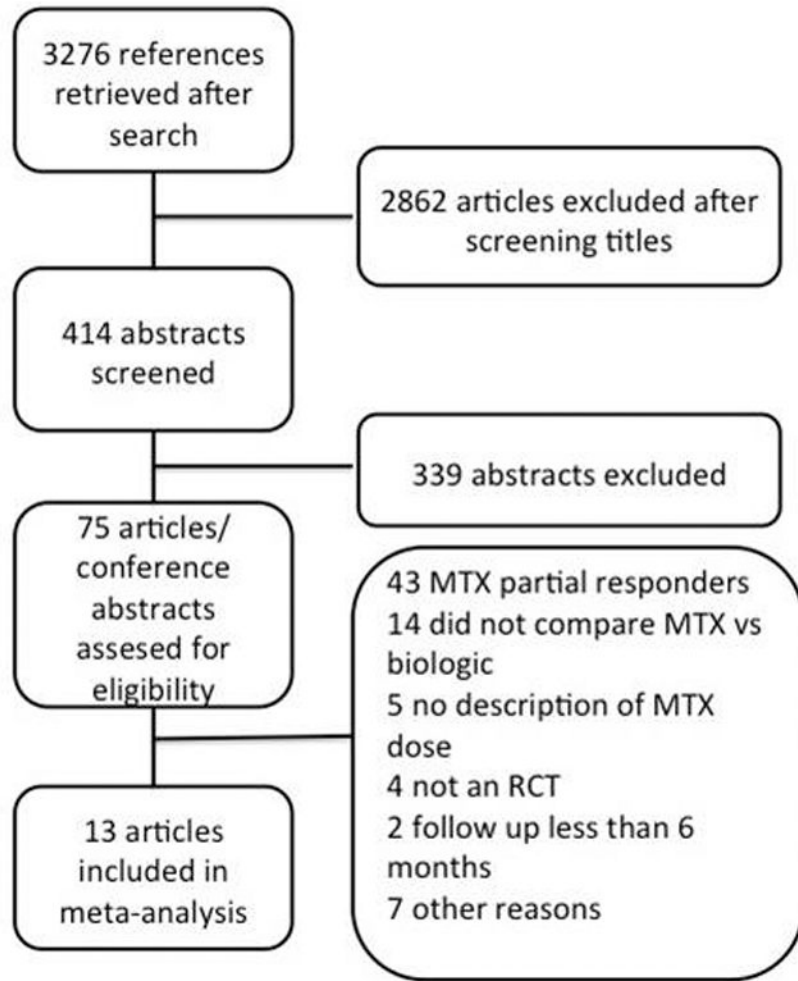 3276 references
retrieved after
search
2862 articles excluded after
screening titles
414 abstracts
screened
339 abstracts excluded
75 articles/
conference
abstracts
assesed for
eligibility
43 MTX partial responders
14 did not compare MTX vs
biologic
5 no description of MTX
dose
4 not an RCT
2 follow up less than 6
months
7 other reasons
13 articles
included in
meta-analysis